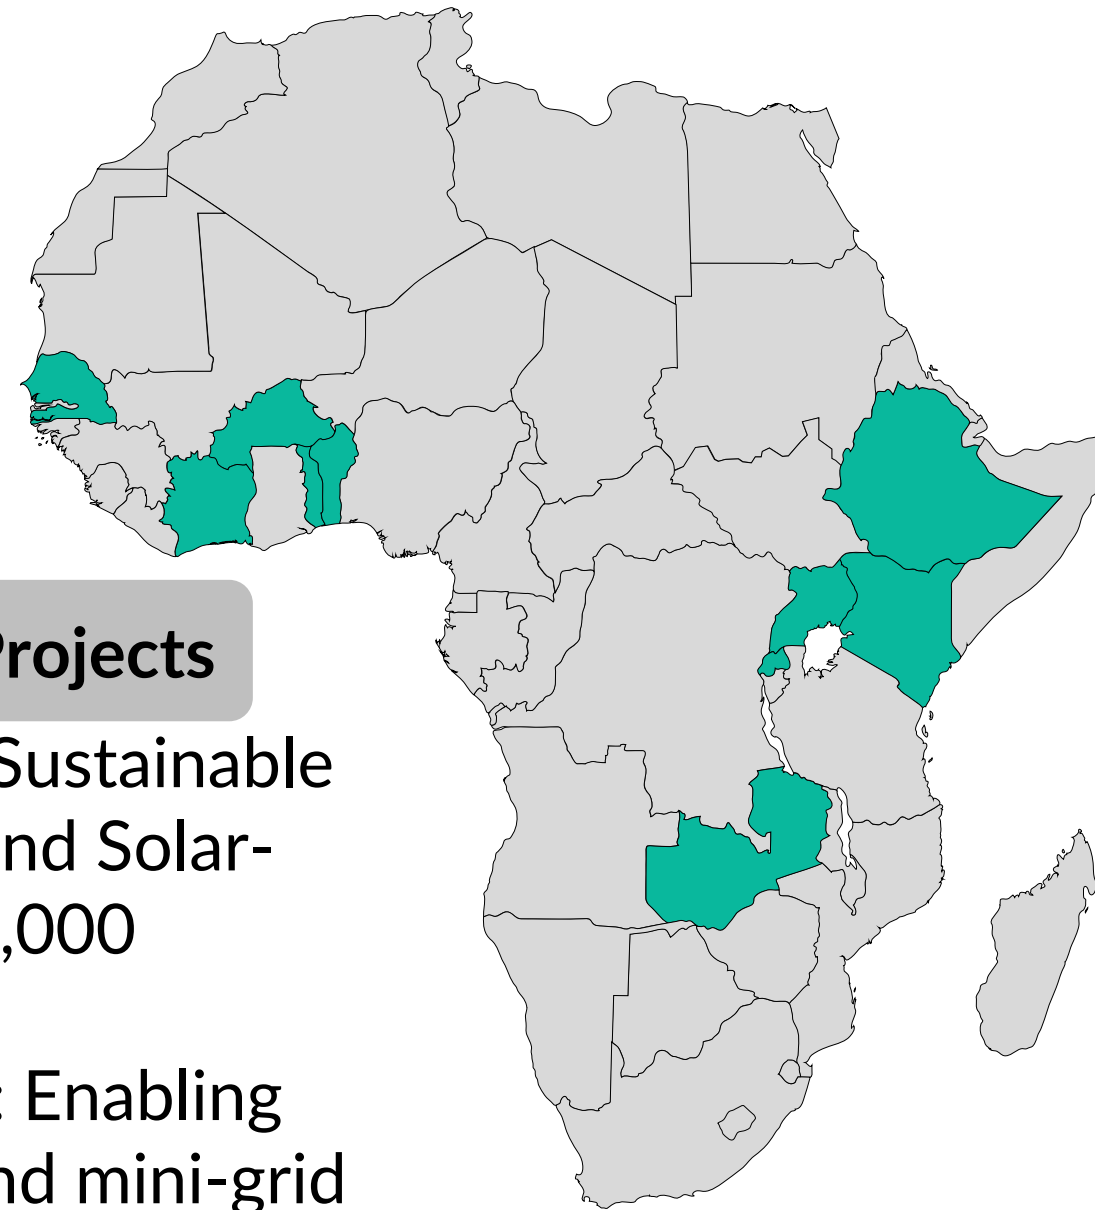 Projects
Sustainable
nd Solar-
,000
: Enabling
nd mini-grid